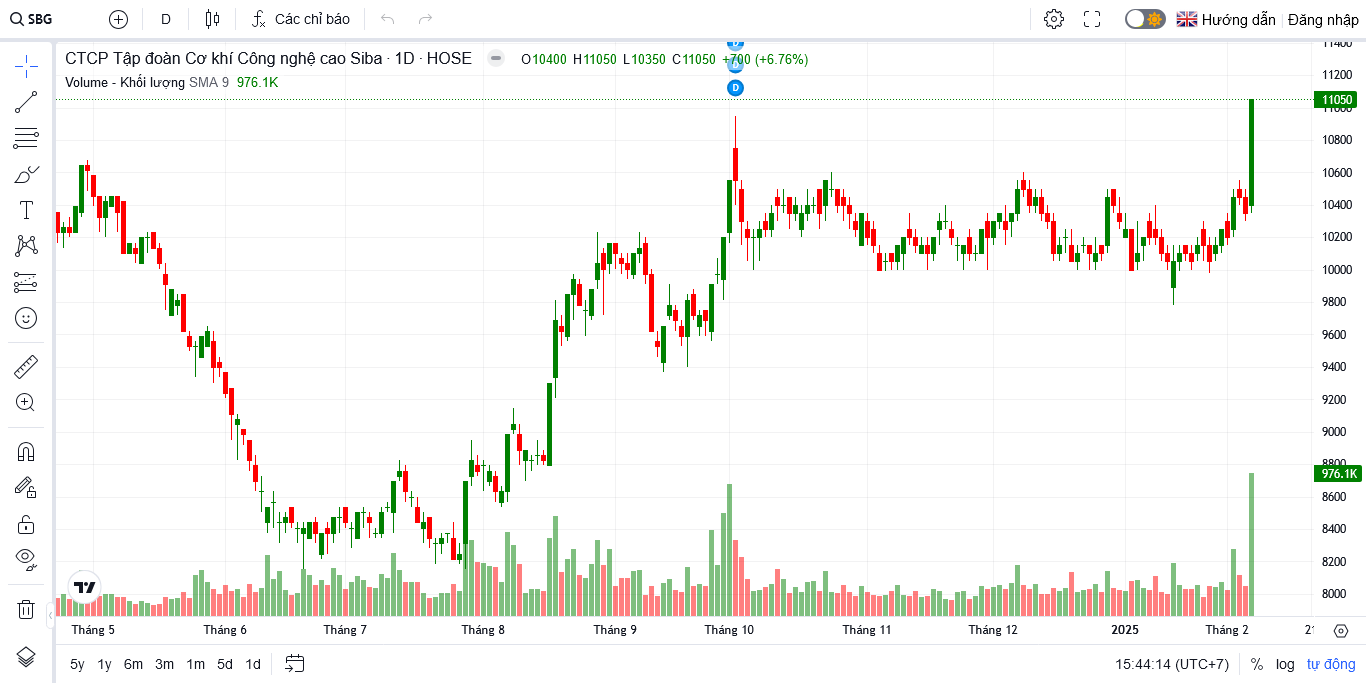 SBG D Các chỉ báo Hướng dẫn Đăng nhập
CTCP Tập đoàn Cơ khí Công nghệ cao Siba · 1D · HOSE O10400 H11050 L10350 C11050 +700 (+6.76%)
Volume - Khối lượng SMA 9 976.1K
D
D
D
11400
11200
11050
11000
10800
10600
10400
10200
10000
9800
9600
9400
9200
9000
8800
976.1K
8600
8400
8200
8000
Tháng 5 Tháng 6 Tháng 7 Tháng 8 Tháng 9 Tháng 10 Tháng 11 Tháng 12 2025 Tháng 2
5y 1y 6m 3m 1m 5d 1d 15:44:14 (UTC+7) % log tự động